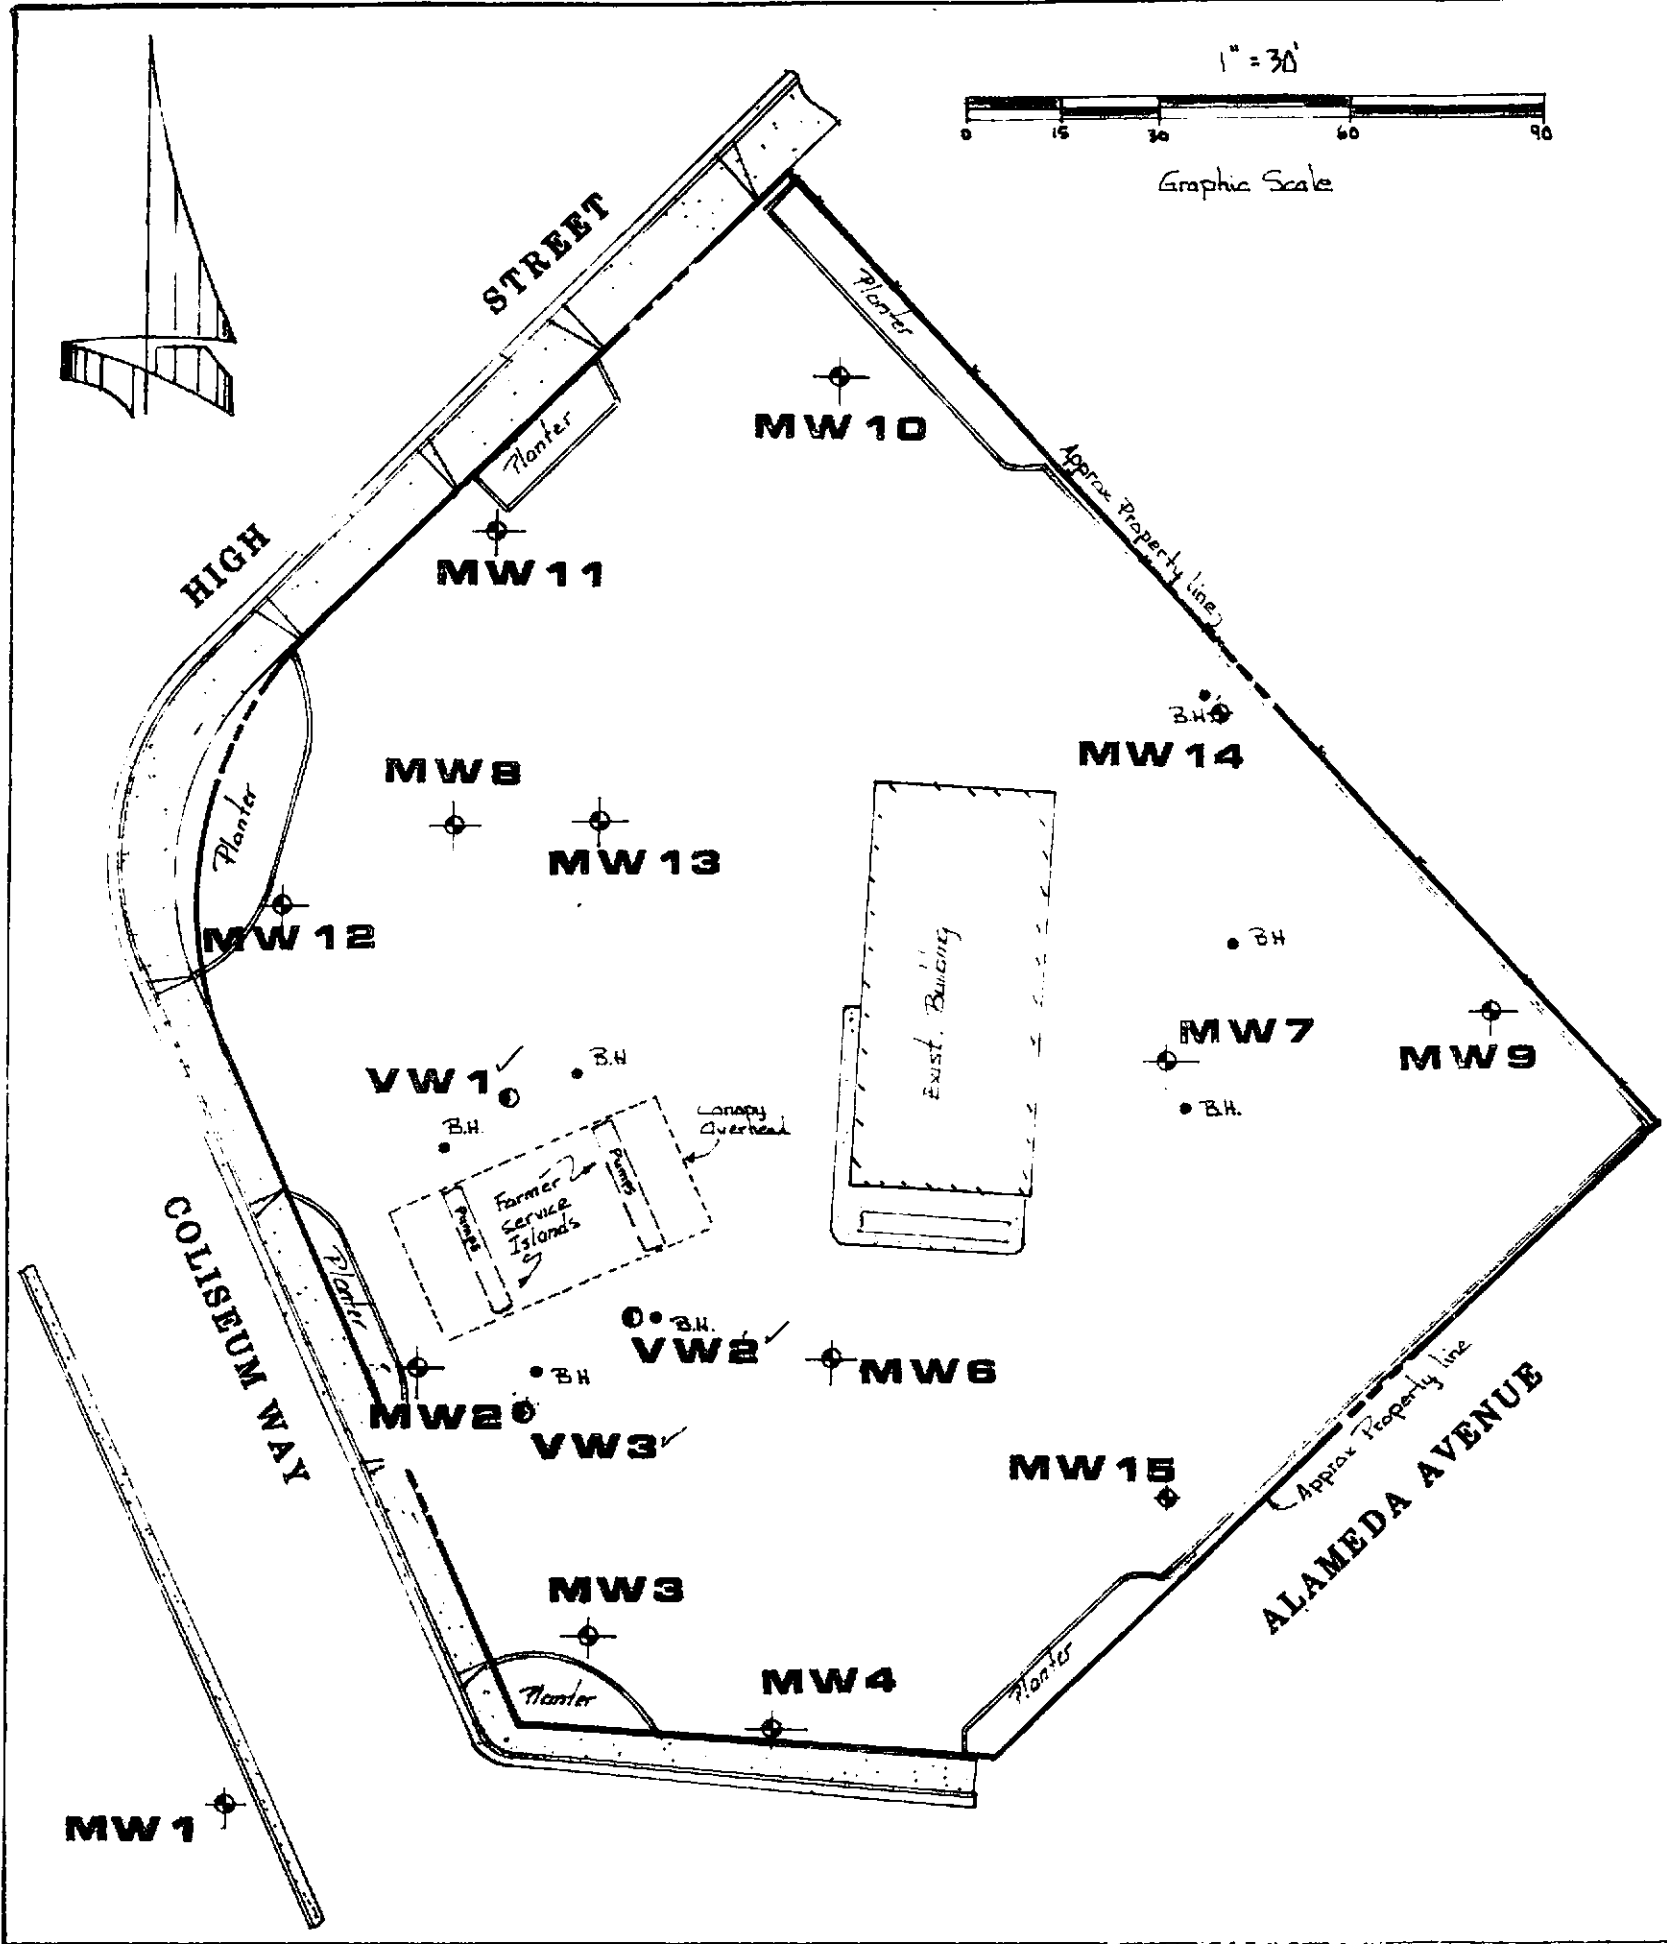 1" = 30'
0 15 30 60 90
Graphic Scale
STREET
Planter
MW 10
Planter
Approx Property line
MW 11
HIGH
B.H.
MW 14
MW 8
Planter
MW 13
MW 12
B.H
Exist. Building
MW 7
MW 9
VW 1 ✓
B.H
B.H.
Canopy
Overhead
B.H.
Pumps
Former
Service
Islands
Pumps
COLISEUM WAY
Planter
B.H.
VW 2 ✓
MW 6
B H
MW 2
VW 3 ✓
Approx Property line
ALAMEDA AVENUE
MW 15
MW 3
Planter
MW 4
Planter
MW 1